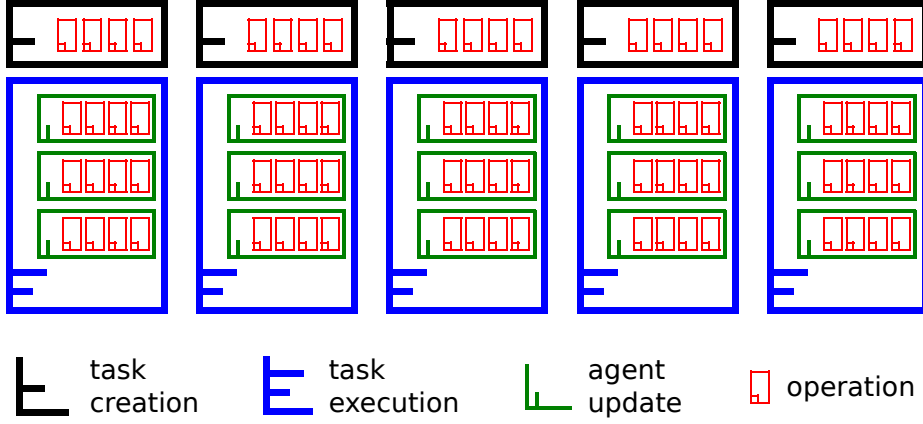 task
creation
task
execution
agent
update
operation